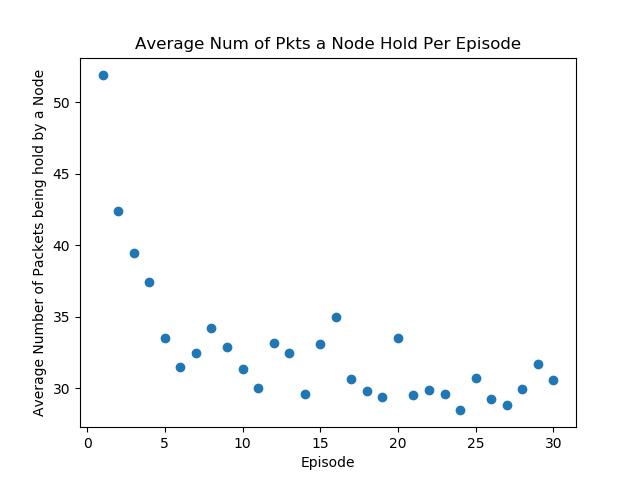 Average Num of Pkts a Node Hold Per Episode
Average Number of Packets being hold by a Node
50
45
40
35
30
0 5 10 15 20 25 30
Episode